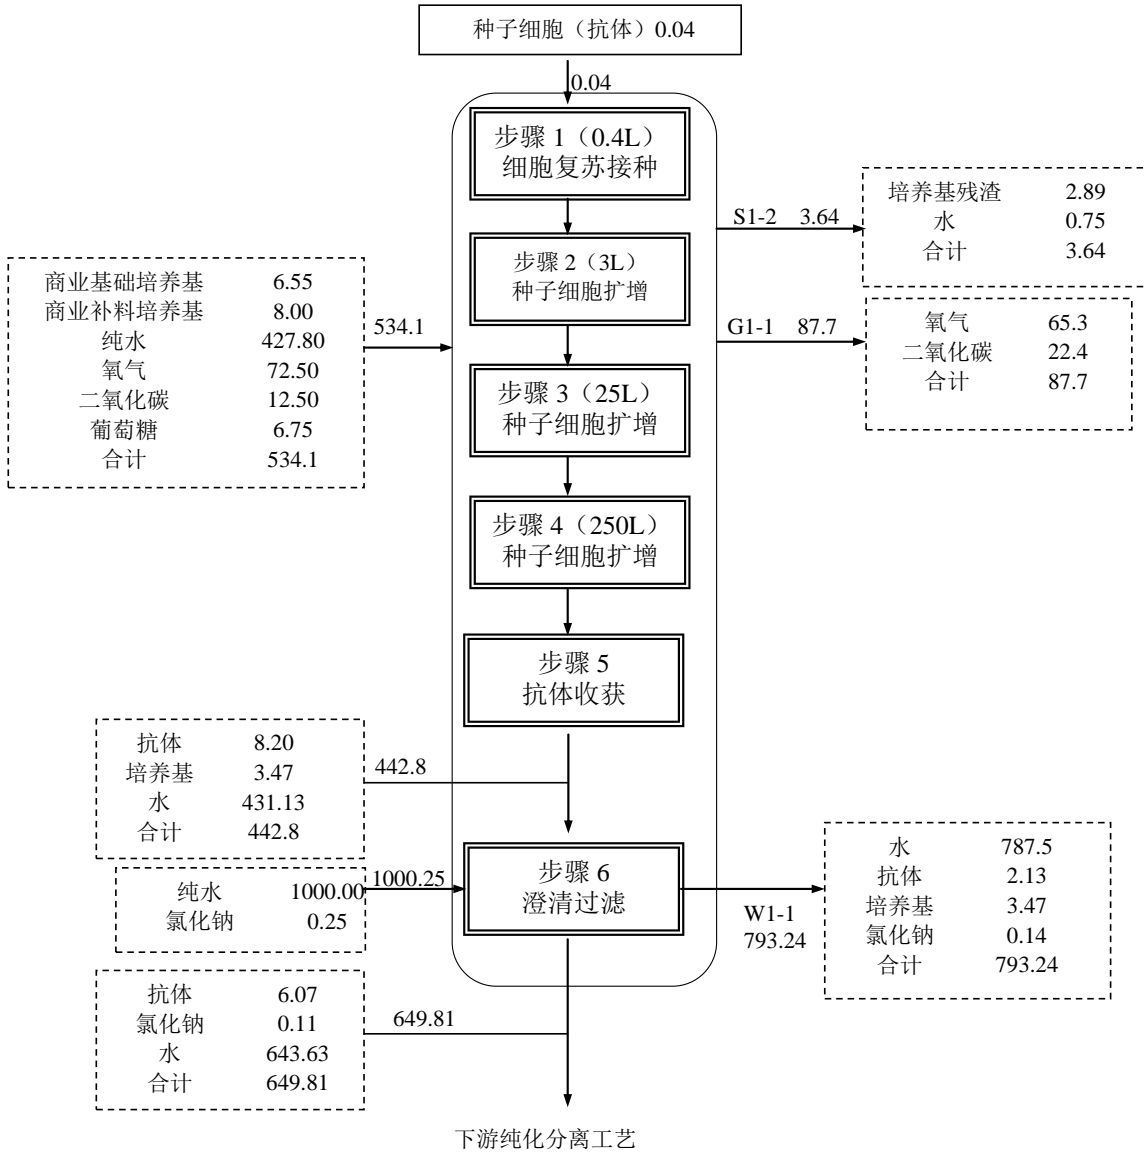 种子细胞（抗体）0.04
0.04
步骤 1（0.4L）
细胞复苏接种
步骤 2（3L）
种子细胞扩增
步骤 3（25L）
种子细胞扩增
步骤 4（250L）
种子细胞扩增
步骤 5
抗体收获
步骤 6
澄清过滤
商业基础培养基 6.55
商业补料培养基 8.00
纯水 427.80
氧气 72.50
二氧化碳 12.50
葡萄糖 6.75
合计 534.1
534.1
S1-2 3.64
培养基残渣 2.89
水 0.75
合计 3.64
G1-1 87.7
氧气 65.3
二氧化碳 22.4
合计 87.7
抗体 8.20
培养基 3.47
水 431.13
合计 442.8
442.8
纯水 1000.00
氯化钠 0.25
1000.25
W1-1
793.24
水 787.5
抗体 2.13
培养基 3.47
氯化钠 0.14
合计 793.24
抗体 6.07
氯化钠 0.11
水 643.63
合计 649.81
649.81
下游纯化分离工艺